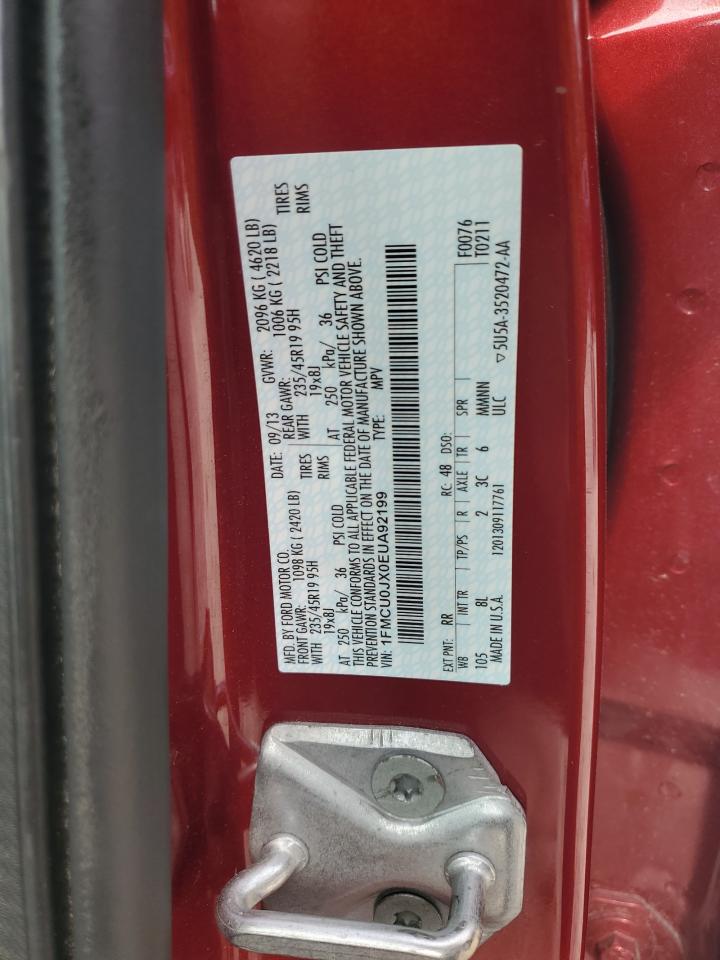 MFD. BY FORD MOTOR CO.
DATE: 09/13 GVWR: 2096 KG ( 4620 LB)
FRONT GAWR: 1098 KG ( 2420 LB) REAR GAWR: 1006 KG ( 2218 LB)
WITH 235/45R19 95H TIRES WITH 235/45R19 95H TIRES
19x8J RIMS 19x8J RIMS
AT 250 kPa/ 36 PSI COLD AT 250 kPa/ 36 PSI COLD
THIS VEHICLE CONFORMS TO ALL APPLICABLE FEDERAL MOTOR VEHICLE SAFETY AND THEFT
PREVENTION STANDARDS IN EFFECT ON THE DATE OF MANUFACTURE SHOWN ABOVE.
VIN: 1FMCU0JX0EUA92199 TYPE: MPV
EXT PNT: RR RC: 48 DSO: F0076
WB INT TR TP/PS R AXLE TR SPR T0211
105 8L 2 3C 6 MMNN
MADE IN U.S.A. 1201309117761 ULC ▽5U5A-3520472-AA